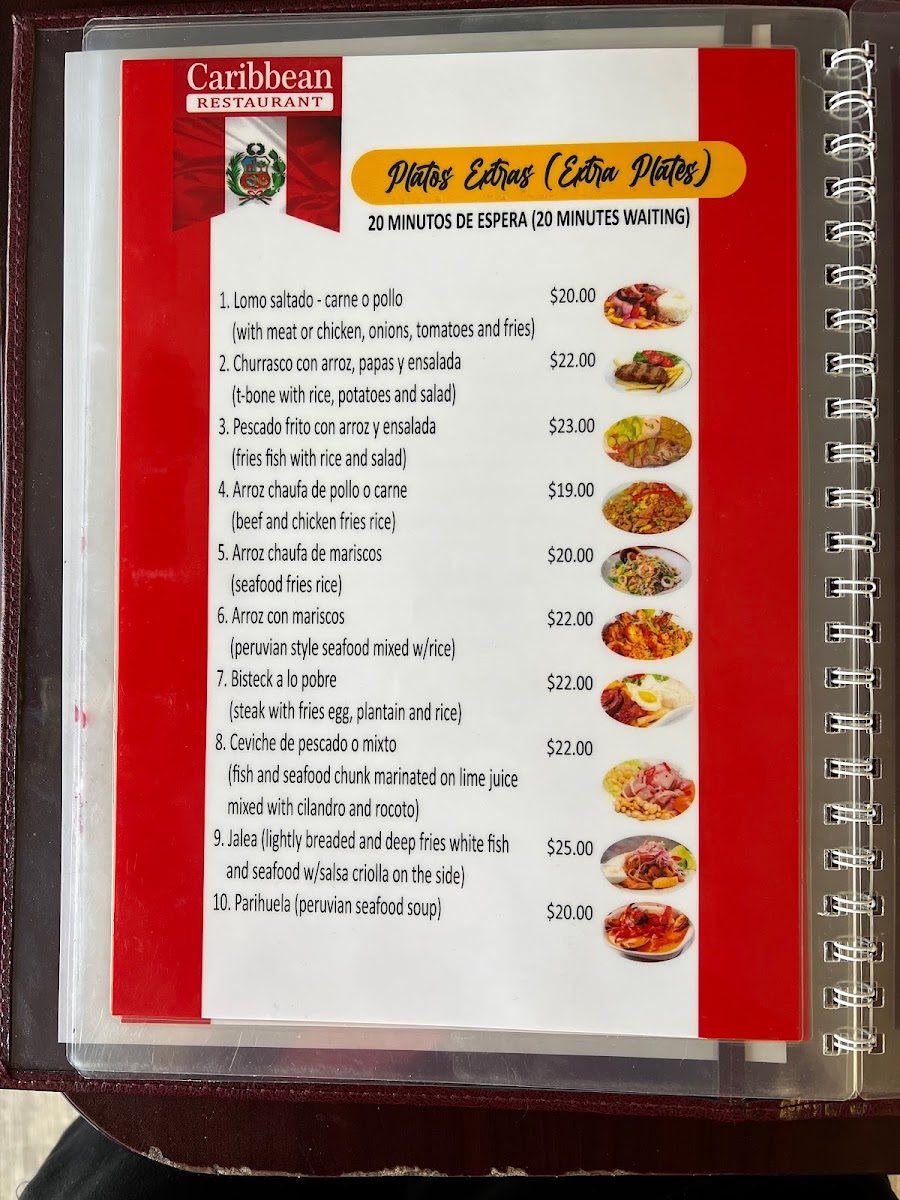 Caribbean
RESTAURANT
Platos Extras (Extra Plates)
20 MINUTOS DE ESPERA (20 MINUTES WAITING)
1. Lomo saltado - carne o pollo $20.00
(with meat or chicken, onions, tomatoes and fries)
2. Churrasco con arroz, papas y ensalada $22.00
(t-bone with rice, potatoes and salad)
3. Pescado frito con arroz y ensalada $23.00
(fries fish with rice and salad)
4. Arroz chaufa de pollo o carne $19.00
(beef and chicken fries rice)
5. Arroz chaufa de mariscos $20.00
(seafood fries rice)
6. Arroz con mariscos $22.00
(peruvian style seafood mixed w/rice)
7. Bisteck a lo pobre $22.00
(steak with fries egg, plantain and rice)
8. Ceviche de pescado o mixto $22.00
(fish and seafood chunk marinated on lime juice
mixed with cilandro and rocoto)
9. Jalea (lightly breaded and deep fries white fish $25.00
and seafood w/salsa criolla on the side)
10. Parihuela (peruvian seafood soup) $20.00